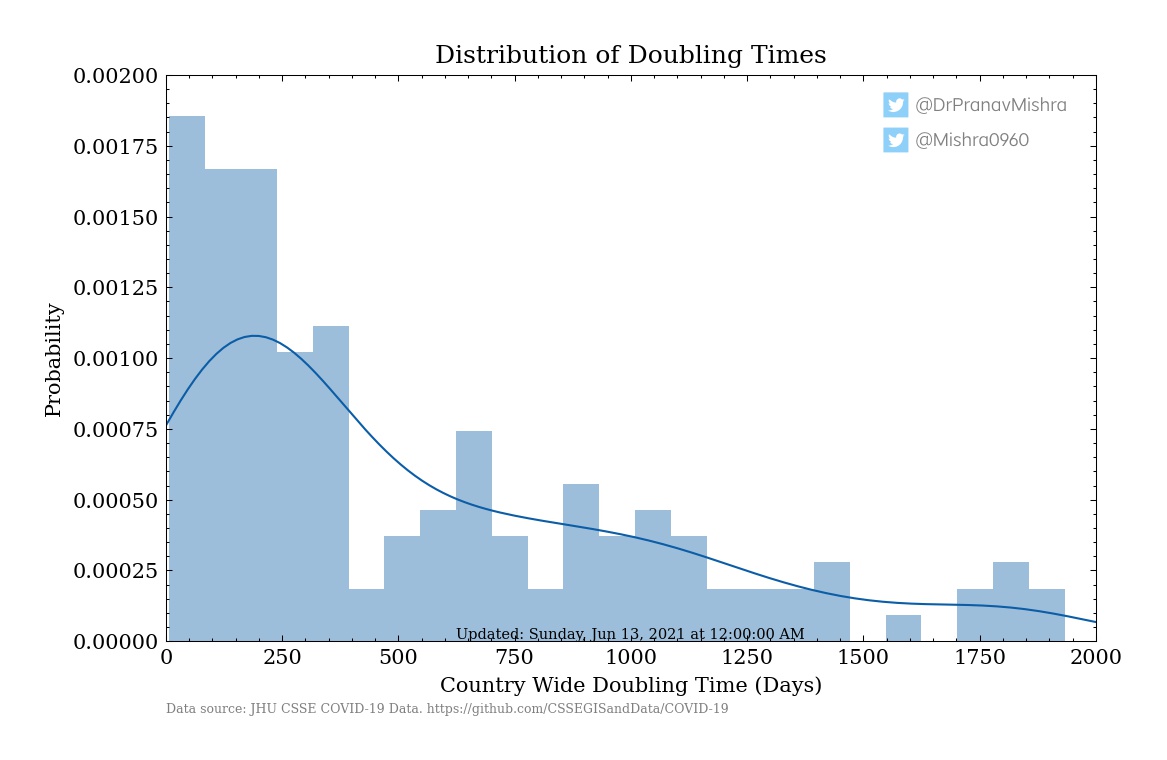 Distribution of Doubling Times
@DrPranavMishra
@Mishra0960
0.00200
0.00175
0.00150
0.00125
0.00100
0.00075
0.00050
0.00025
0.00000
Probability
Updated: Sunday, Jun 13, 2021 at 12:00:00 AM
0 250 500 750 1000 1250 1500 1750 2000
Country Wide Doubling Time (Days)
Data source: JHU CSSE COVID-19 Data. https://github.com/CSSEGISandData/COVID-19